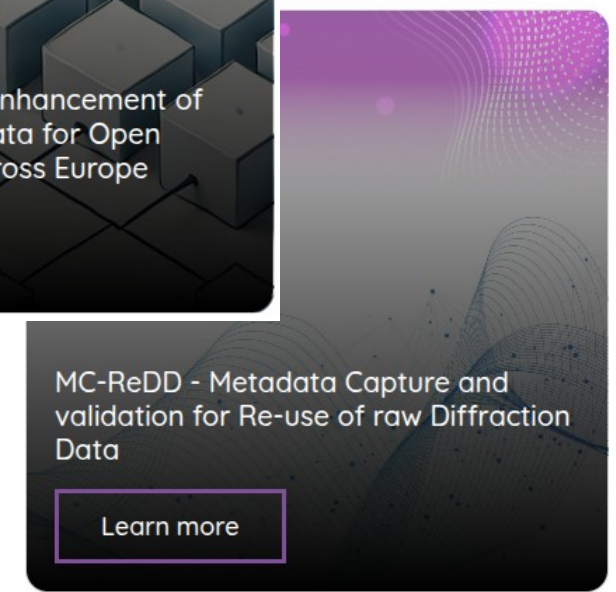 nhancement of
ata for Open
ross Europe
MC-ReDD - Metadata Capture and
validation for Re-use of raw Diffraction
Data
Learn more